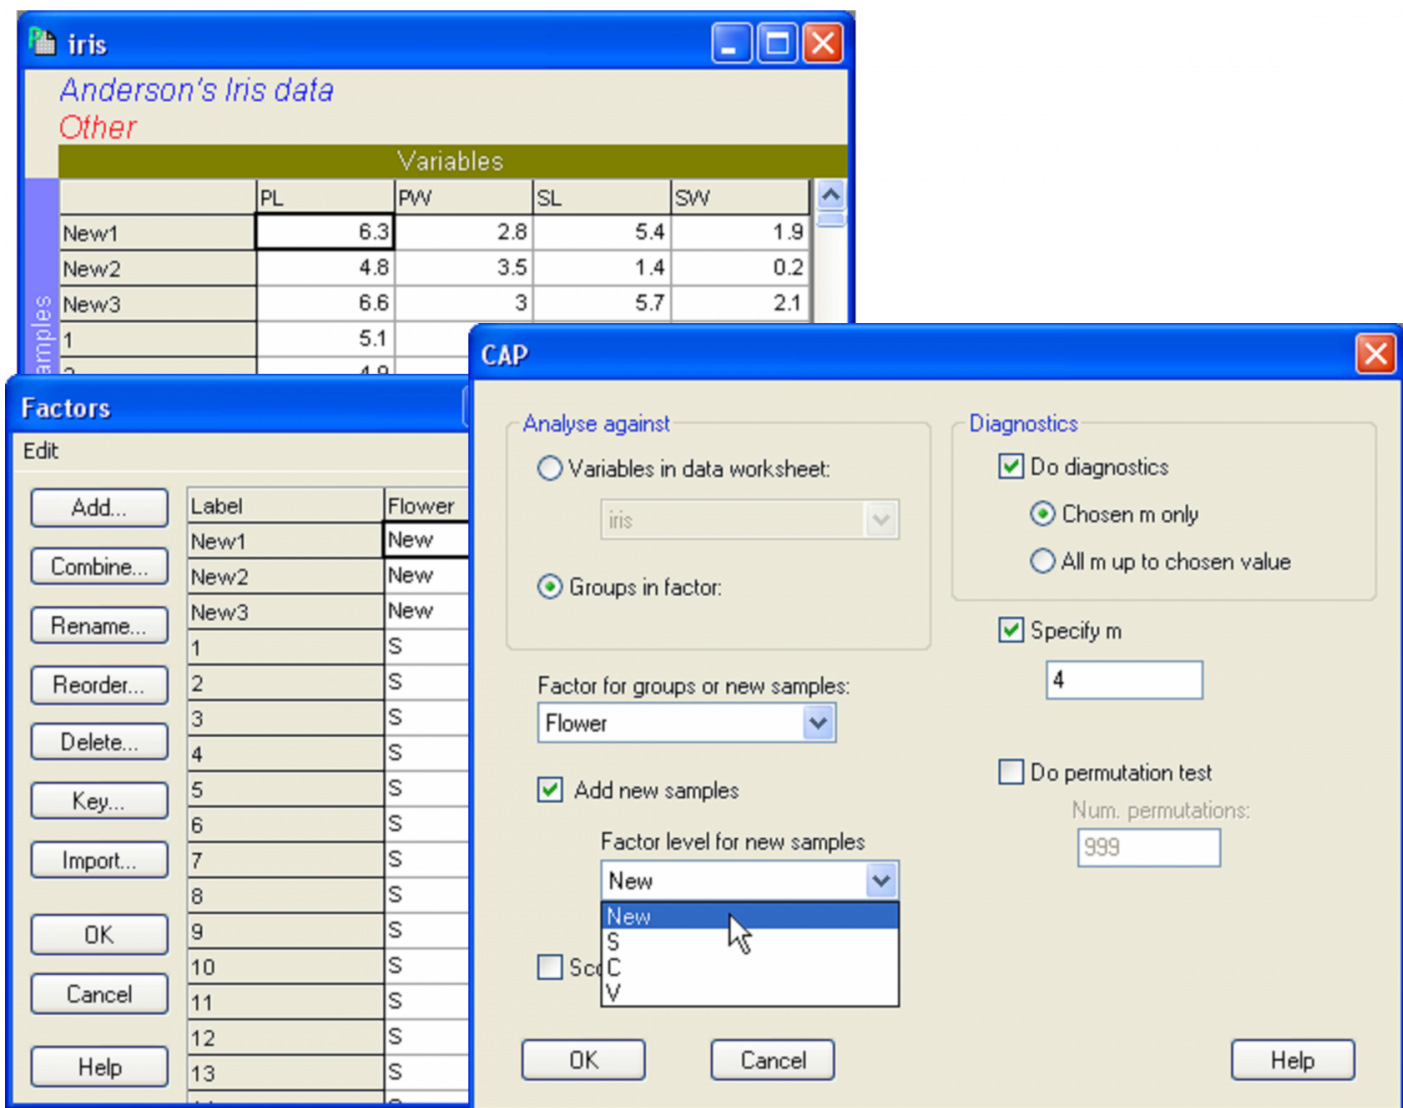 iris
Anderson's Iris data
Other
Variables
PL PW SL SW
New1 6.3 2.8 5.4 1.9
New2 4.8 3.5 1.4 0.2
New3 6.6 3 5.7 2.1
1 5.1
Factors
Edit
Add...
Combine...
Rename...
Reorder...
Delete...
Key...
Import...
OK
Cancel
Help
Label Flower
New1 New
New2 New
New3 New
1 S
2 S
3 S
4 S
5 S
6 S
7 S
8 S
9 S
10 S
11 S
12 S
13 S
CAP
Analyse against
Variables in data worksheet:
iris
Groups in factor:
Factor for groups or new samples:
Flower
Add new samples
Factor level for new samples
New
New
S
C
V
Diagnostics
Do diagnostics
Chosen m only
All m up to chosen value
Specify m
4
Do permutation test
Num. permutations:
999
OK
Cancel
Help